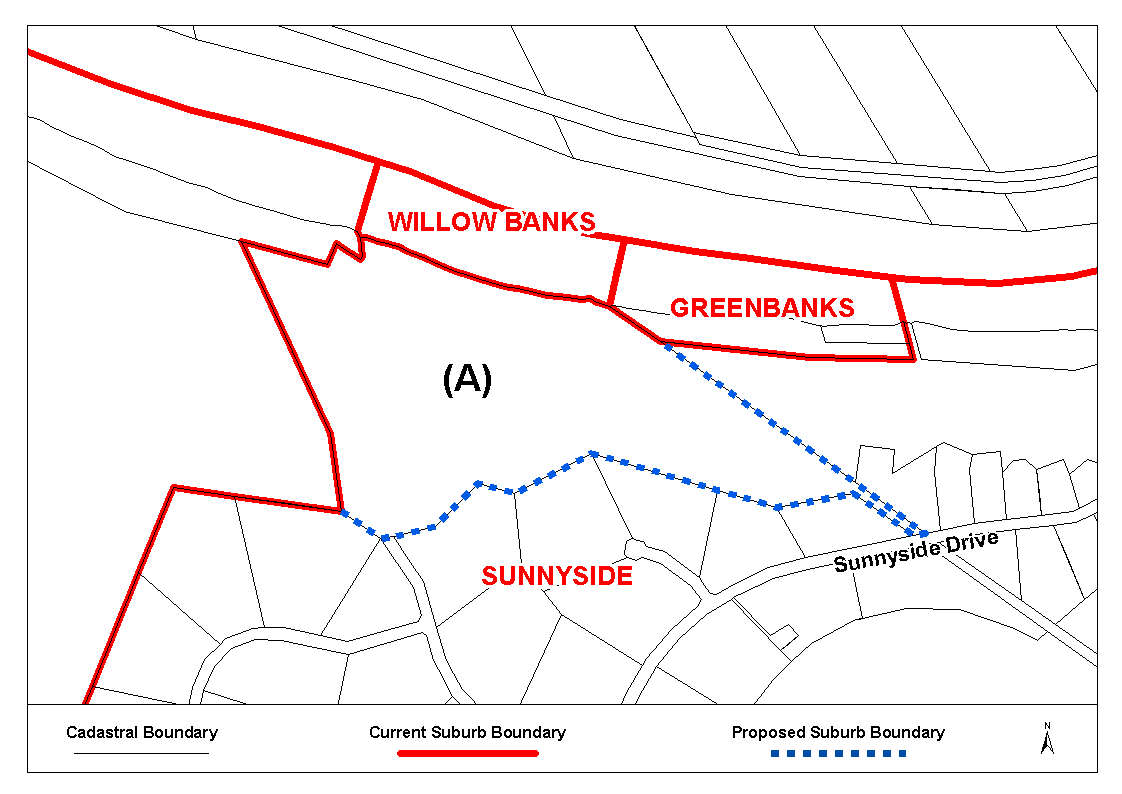 WILLOW BANKS
GREENBANKS
(A)
Sunnyside Drive
SUNNYSIDE
Cadastral Boundary
Current Suburb Boundary
Proposed Suburb Boundary
N